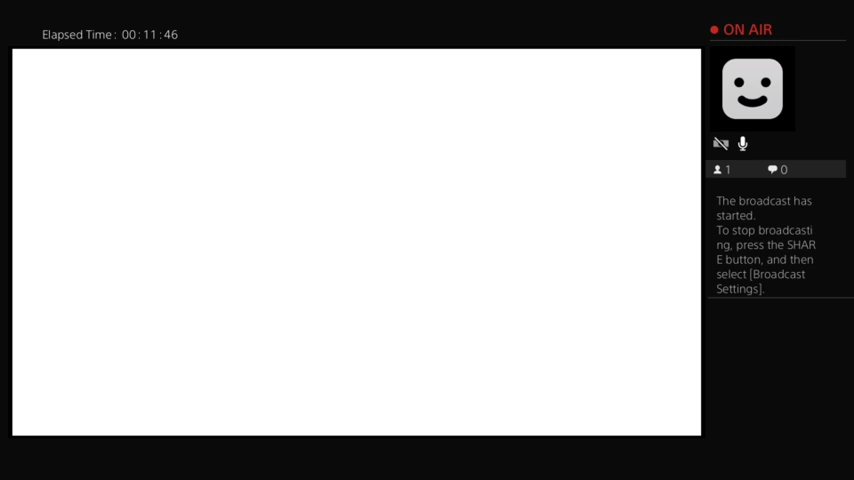 Elapsed Time: 00:11:46
ON AIR
1 0
The broadcast has
started.
To stop broadcasti
ng, press the SHAR
E button, and then
select [Broadcast
Settings].